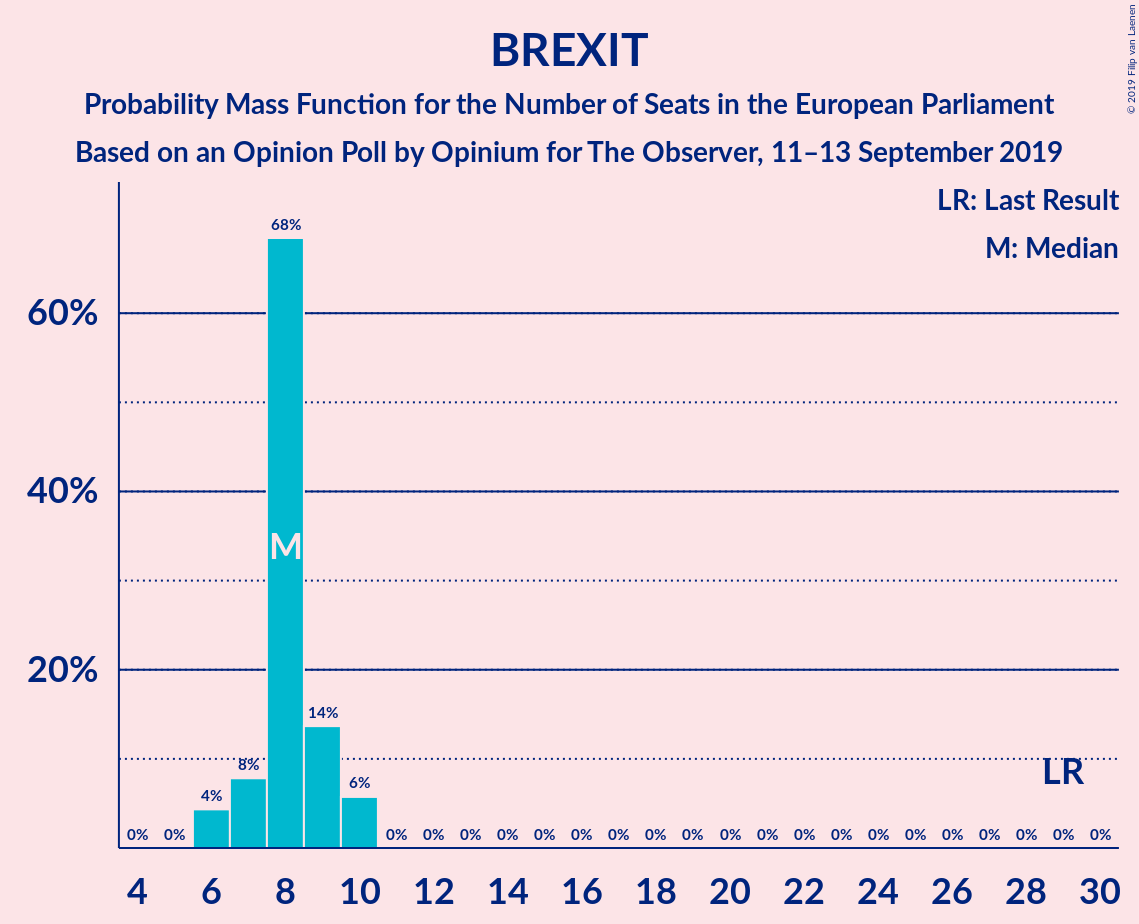 BREXIT
Probability Mass Function for the Number of Seats in the European Parliament
Based on an Opinion Poll by Opinium for The Observer, 11–13 September 2019
© 2019 Filip van Laenen
LR: Last Result
M: Median
68%
60%
40%
M
20%
14%
8%
6%
4%
LR
0% 0% 0% 0% 0% 0% 0% 0% 0% 0% 0% 0% 0% 0% 0% 0% 0% 0% 0% 0% 0% 0%
4 6 8 10 12 14 16 18 20 22 24 26 28 30